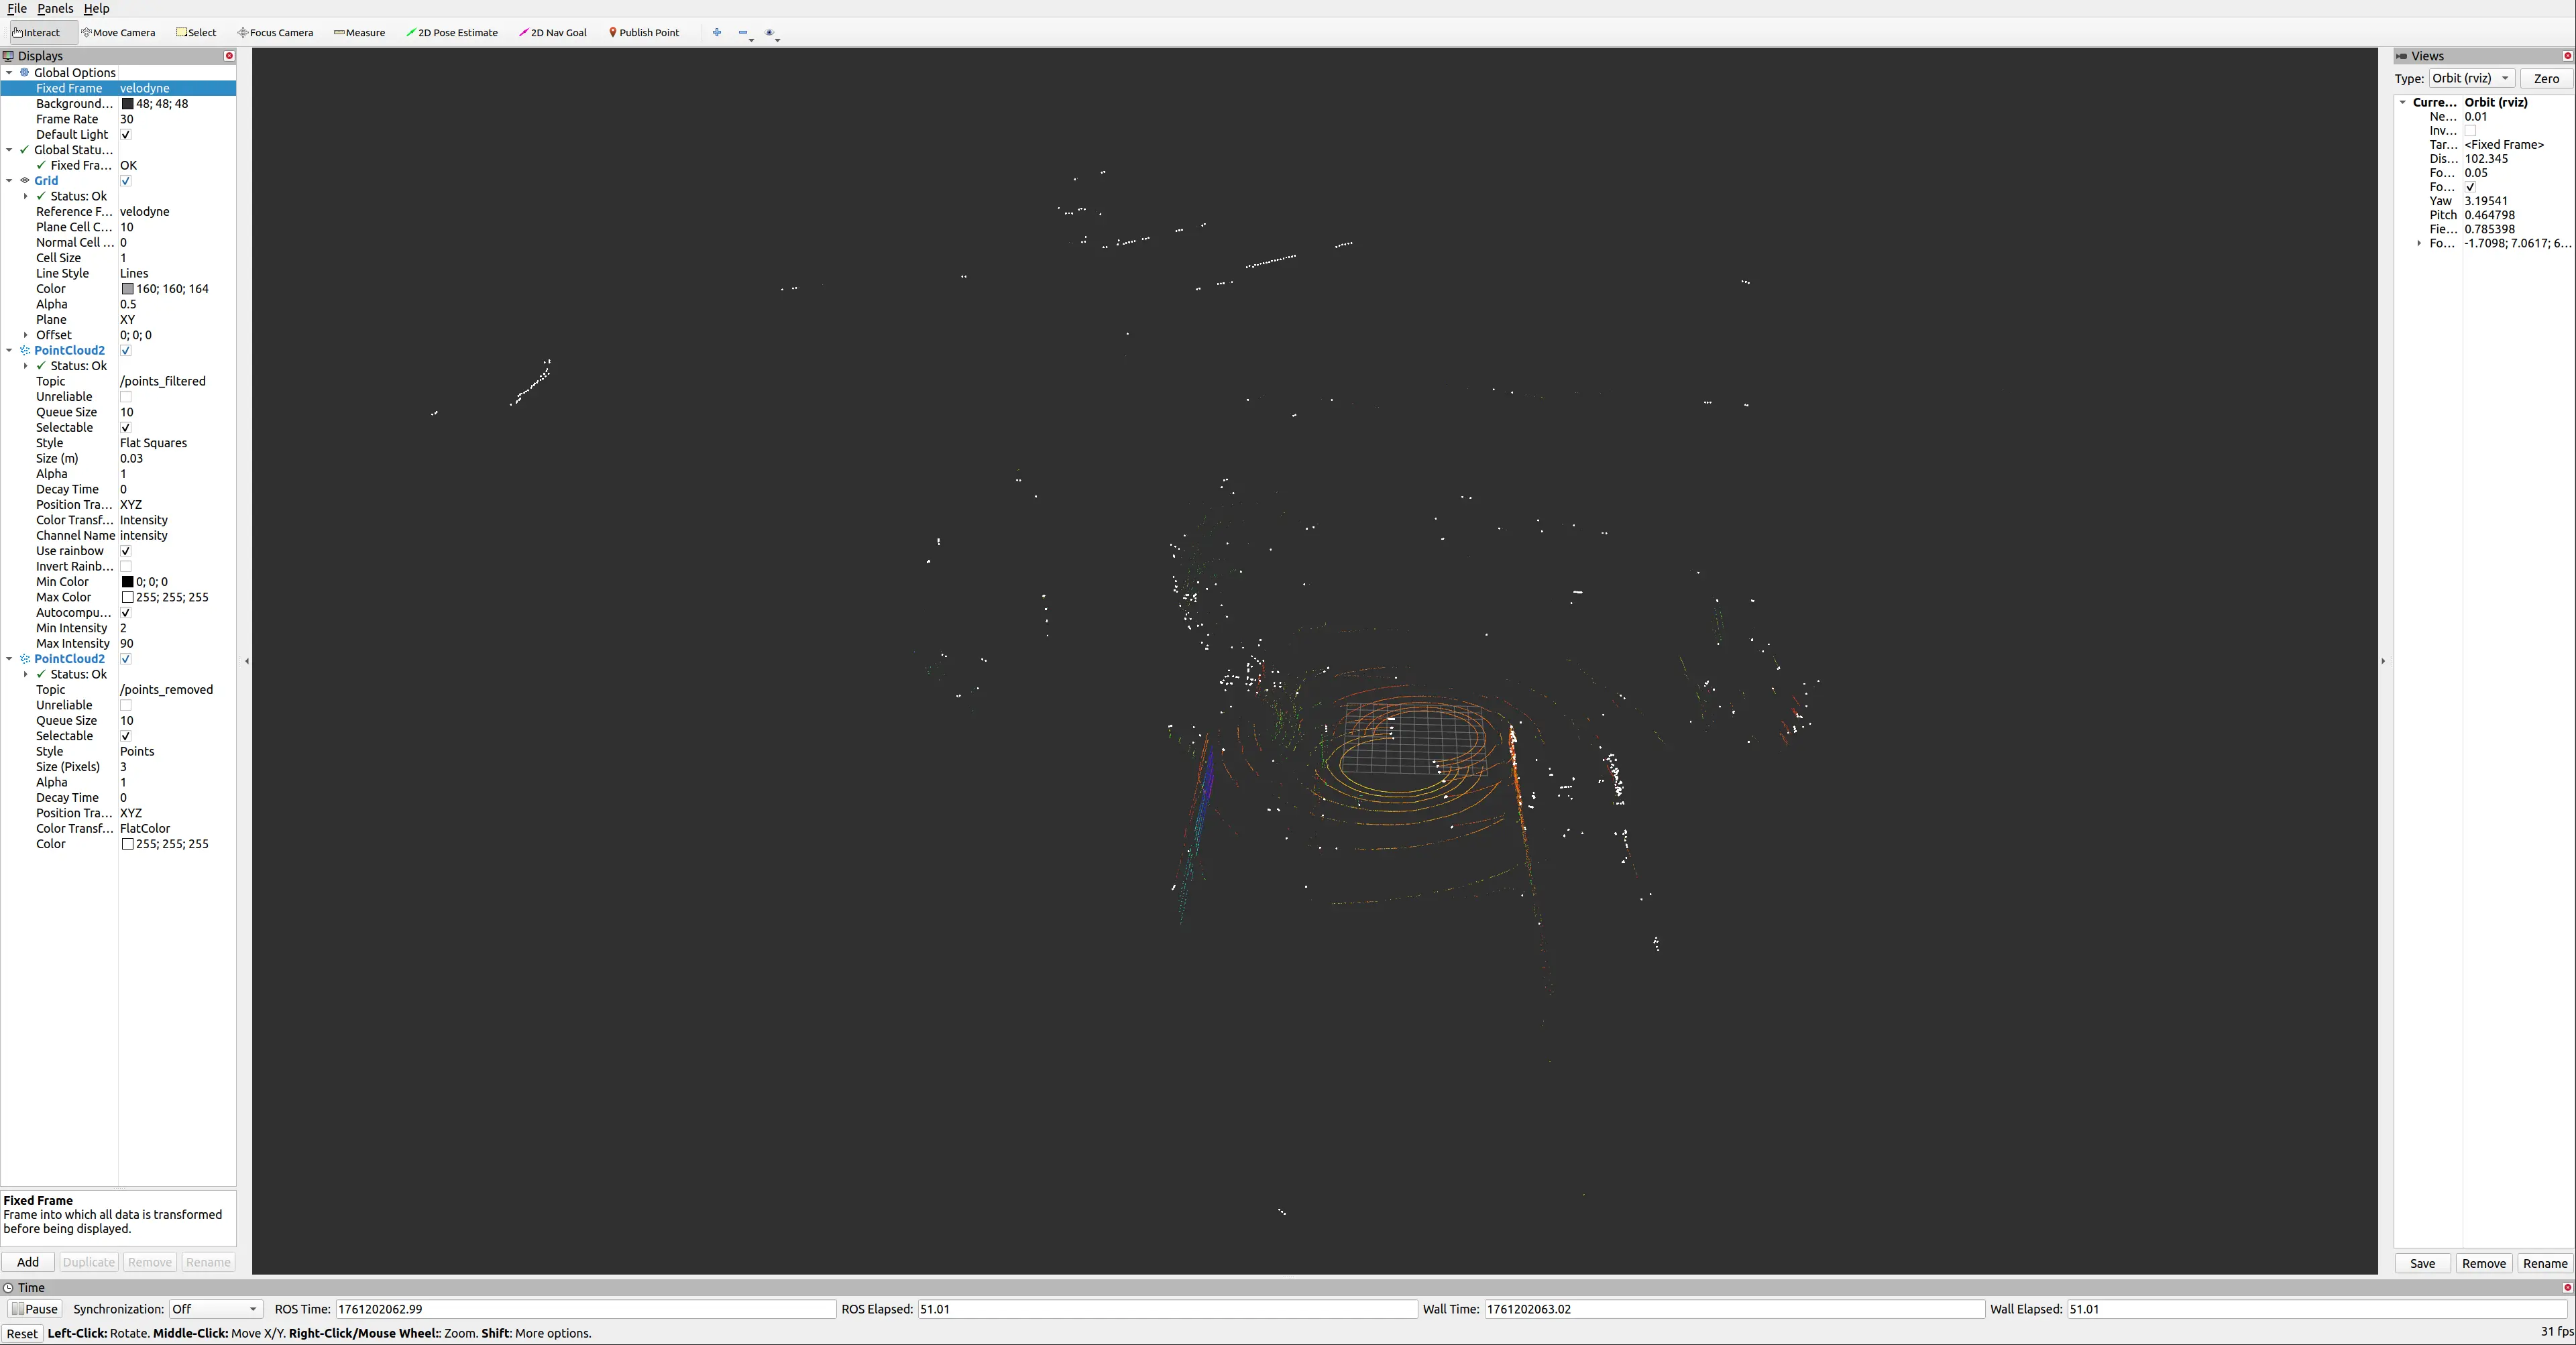 File Panels Help
Interact Move Camera Select Focus Camera Measure 2D Pose Estimate 2D Nav Goal Publish Point
Displays
Global Options
Fixed Frame velodyne
Background... 48; 48; 48
Frame Rate 30
Default Light
Global Statu...
Fixed Fra... OK
Grid
Status: Ok
Reference F... velodyne
Plane Cell C... 10
Normal Cell ... 0
Cell Size 1
Line Style Lines
Color 160; 160; 164
Alpha 0.5
Plane XY
Offset 0; 0; 0
PointCloud2
Status: Ok
Topic /points_filtered
Unreliable
Queue Size 10
Selectable
Style Flat Squares
Size (m) 0.03
Alpha 1
Decay Time 0
Position Tra... XYZ
Color Transf... Intensity
Channel Name intensity
Use rainbow
Invert Rainb...
Min Color 0; 0; 0
Max Color 255; 255; 255
Autocompu...
Min Intensity 2
Max Intensity 90
PointCloud2
Status: Ok
Topic /points_removed
Unreliable
Queue Size 10
Selectable
Style Points
Size (Pixels) 3
Alpha 1
Decay Time 0
Position Tra... XYZ
Color Transf... FlatColor
Color 255; 255; 255
Fixed Frame
Frame into which all data is transformed
before being displayed.
Add Duplicate Remove Rename
Views
Type: Orbit (rviz) Zero
Curre... Orbit (rviz)
Ne... 0.01
Inv...
Tar... <Fixed Frame>
Dis... 102.345
Fo... 0.05
Fo...
Yaw 3.19541
Pitch 0.464798
Fie... 0.785398
Fo... -1.7098; 7.0617; 6...
Save Remove Rename
Time
Pause Synchronization: Off ROS Time: 1761202062.99 ROS Elapsed: 51.01 Wall Time: 1761202063.02 Wall Elapsed: 51.01
Reset Left-Click: Rotate. Middle-Click: Move X/Y. Right-Click/Mouse Wheel:: Zoom. Shift: More options. 31 fps